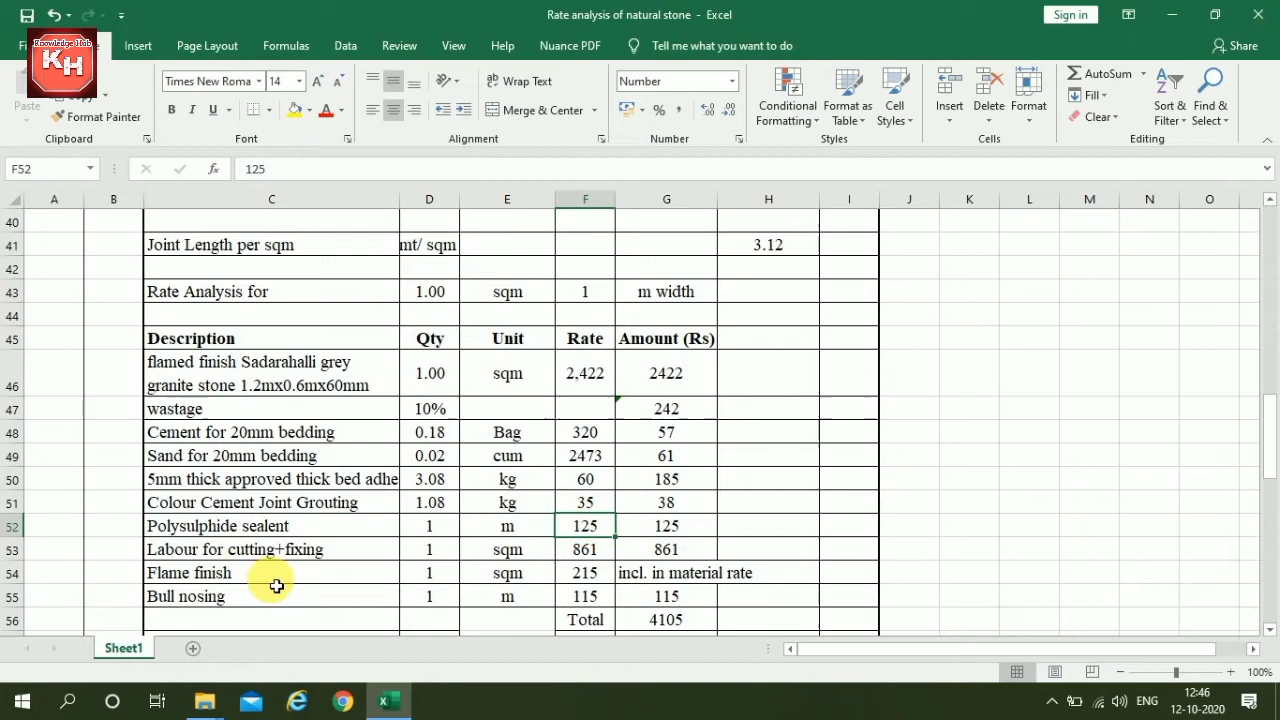 Rate analysis of natural stone - Excel
Sign in
Knowledge Hub
KH
Insert
Page Layout
Formulas
Data
Review
View
Help
Nuance PDF
Tell me what you want to do
Share
Paste
Format Painter
Clipboard
Times New Roma
14
B I U
Font
Wrap Text
Merge & Center
Alignment
Number
Number
Conditional Formatting
Format as Table
Cell Styles
Styles
Insert
Delete
Format
Cells
AutoSum
Fill
Clear
Sort & Filter
Find & Select
Editing
F52
fx
125
A B C D E F G H I J K L M N O
40
41 Joint Length per sqm mt/ sqm 3.12
42
43 Rate Analysis for 1.00 sqm 1 m width
44
45 Description Qty Unit Rate Amount (Rs)
46 flamed finish Sadarahalli grey granite stone 1.2mx0.6mx60mm 1.00 sqm 2,422 2422
47 wastage 10% 242
48 Cement for 20mm bedding 0.18 Bag 320 57
49 Sand for 20mm bedding 0.02 cum 2473 61
50 5mm thick approved thick bed adhe 3.08 kg 60 185
51 Colour Cement Joint Grouting 1.08 kg 35 38
52 Polysulphide sealent 1 m 125 125
53 Labour for cutting+fixing 1 sqm 861 861
54 Flame finish 1 sqm 215 incl. in material rate
55 Bull nosing 1 m 115 115
56 Total 4105
Sheet1
100%
ENG
12:46
12-10-2020